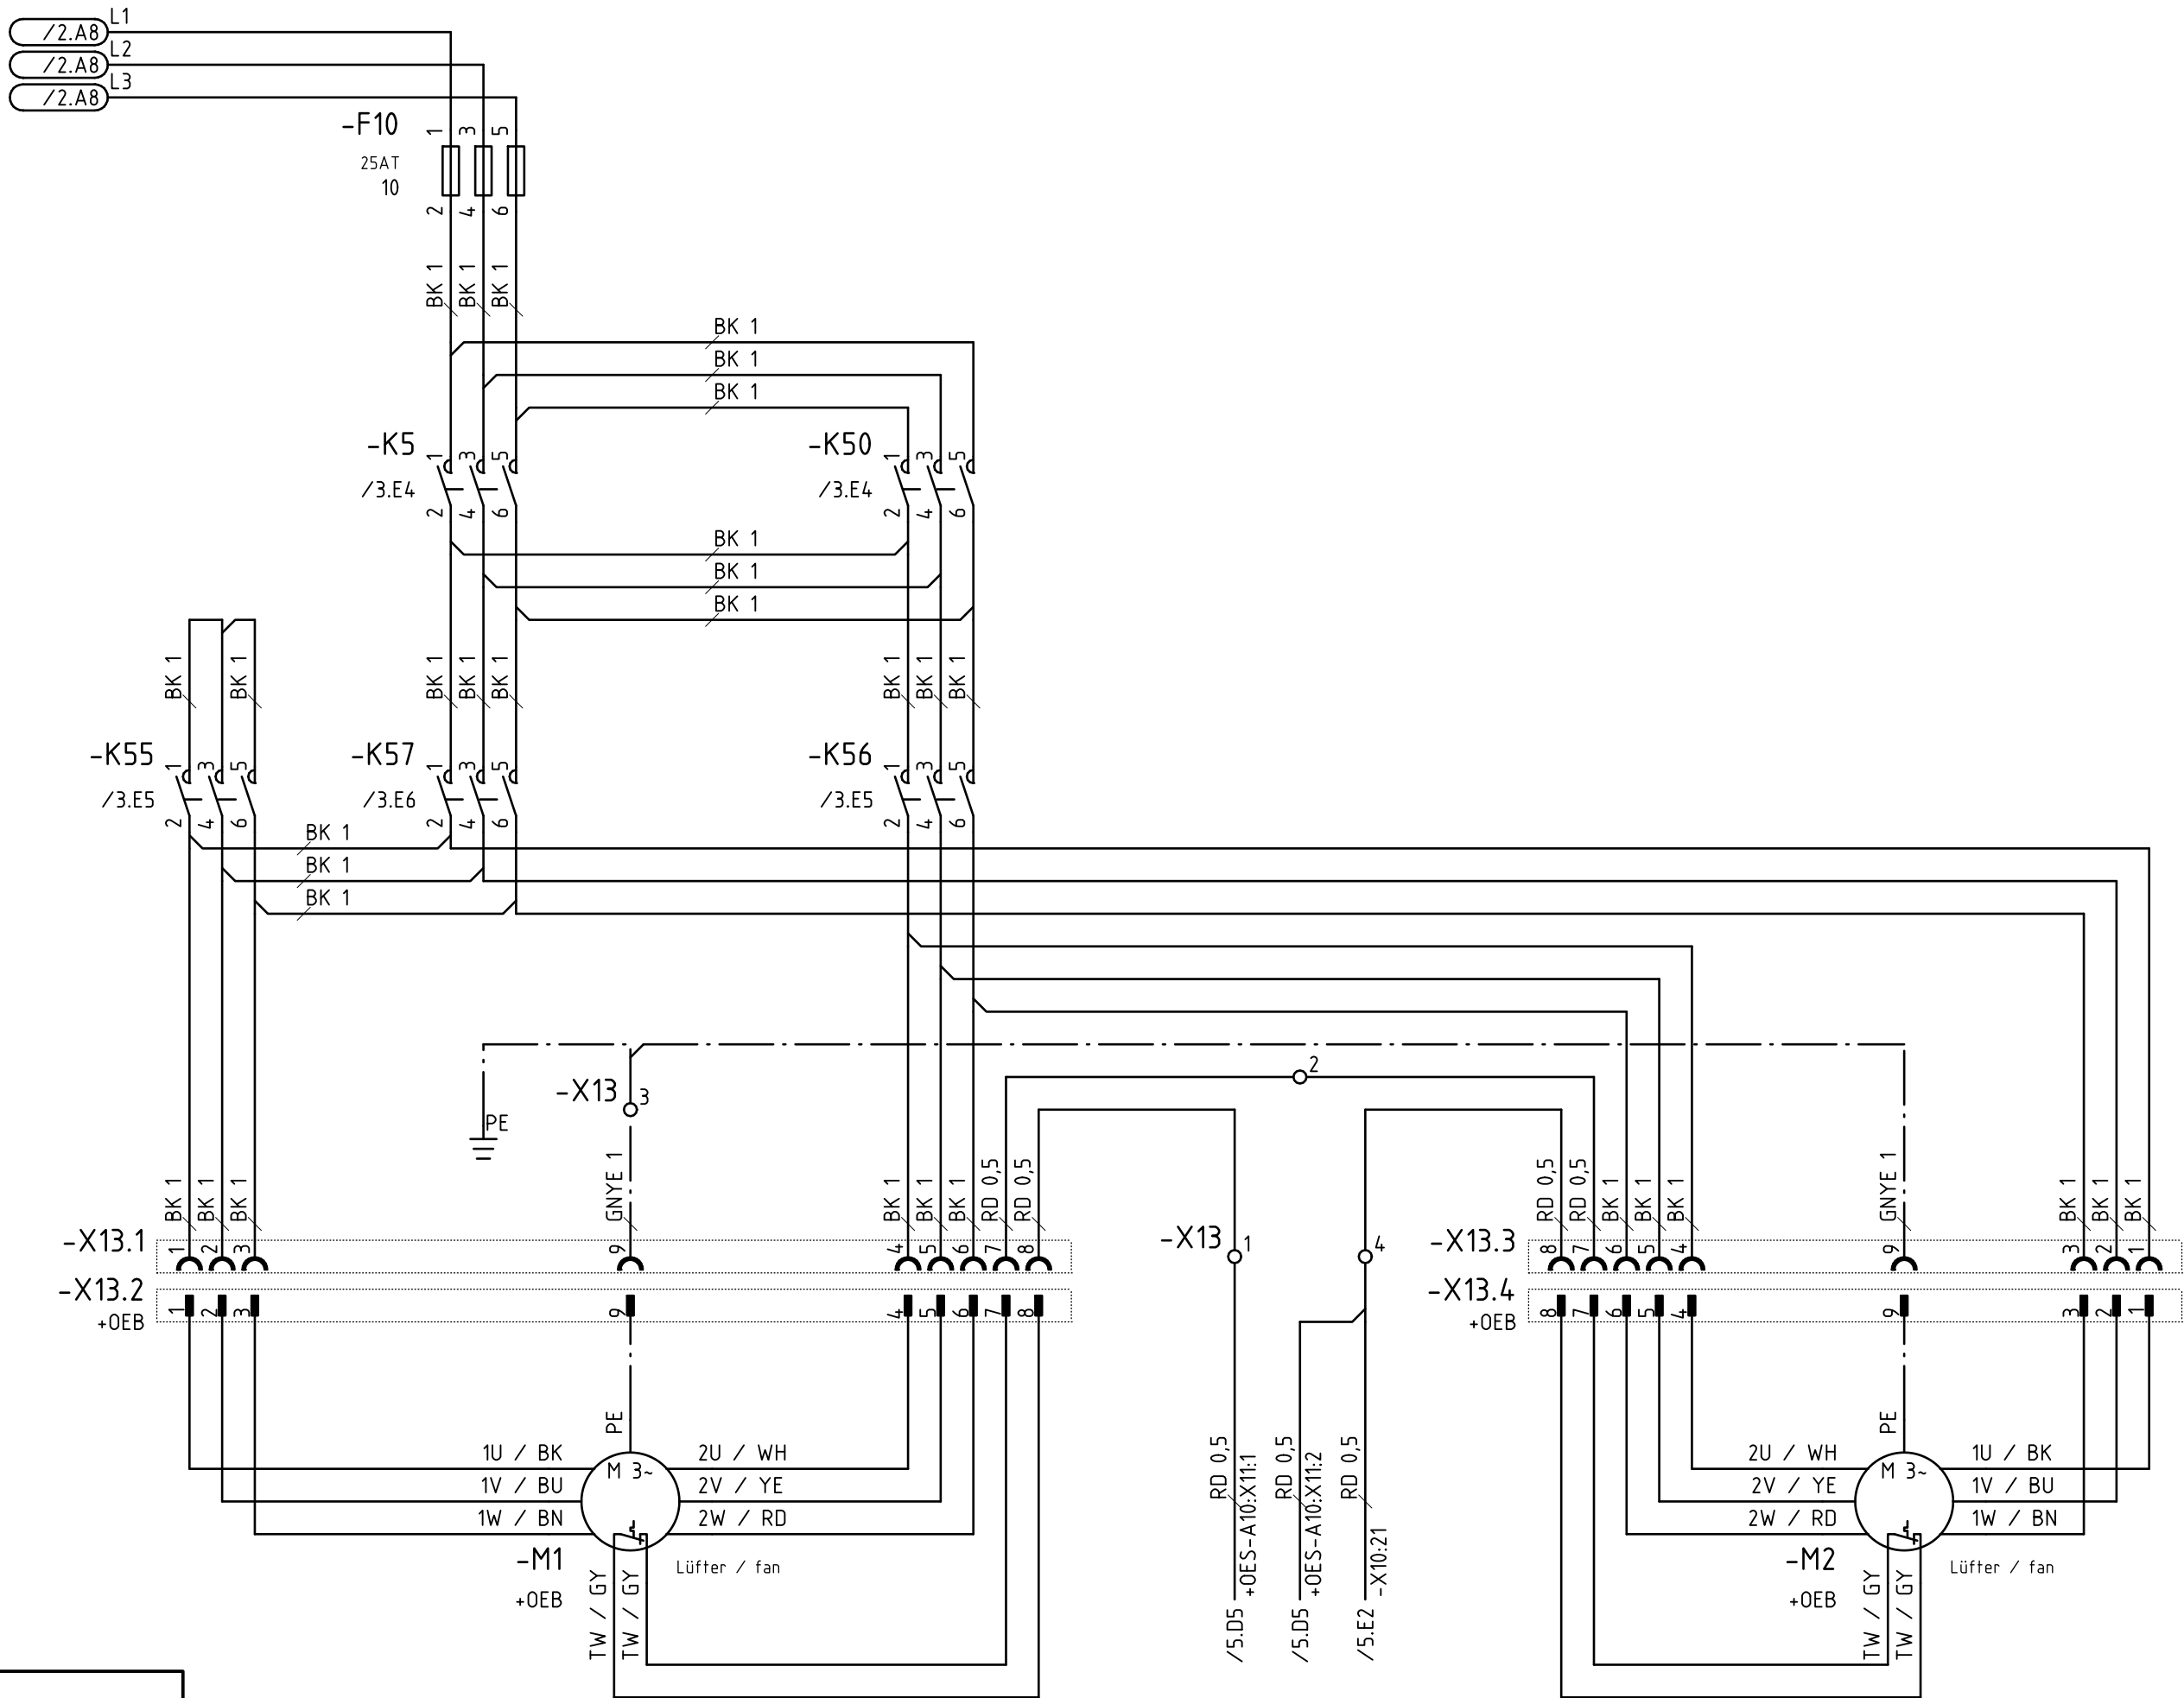 L1
/2.A8
L2
/2.A8
L3
/2.A8
-F10
25AT
10
1
3
5
2
4
6
BK 1
BK 1
BK 1
BK 1
BK 1
BK 1
-K5
/3.E4
1
3
5
2
4
6
-K50
/3.E4
1
3
5
2
4
6
BK 1
BK 1
BK 1
BK 1
BK 1
BK 1
BK 1
BK 1
BK 1
BK 1
BK 1
-K55
/3.E5
1
3
5
2
4
6
-K57
/3.E6
1
3
5
2
4
6
-K56
/3.E5
1
3
5
2
4
6
BK 1
BK 1
BK 1
2
-X13
3
PE
BK 1
BK 1
BK 1
GNYE 1
BK 1
BK 1
BK 1
RD 0,5
RD 0,5
RD 0,5
RD 0,5
BK 1
BK 1
BK 1
GNYE 1
BK 1
BK 1
BK 1
-X13.1
1
2
3
9
4
5
6
7
8
-X13
1
4
-X13.3
8
7
6
5
4
9
3
2
1
-X13.2
+0EB
1
2
3
9
4
5
6
7
8
-X13.4
+0EB
8
7
6
5
4
9
3
2
1
PE
PE
1U / BK
2U / WH
1V / BU
2V / YE
1W / BN
2W / RD
M 3~
-M1
+0EB
Lüfter / fan
TW / GY
TW / GY
RD 0,5
+0ES-A10:X11:1
/5.D5
RD 0,5
+0ES-A10:X11:2
/5.D5
RD 0,5
-X10:21
/5.E2
2U / WH
1U / BK
2V / YE
1V / BU
2W / RD
1W / BN
M 3~
-M2
+0EB
Lüfter / fan
TW / GY
TW / GY